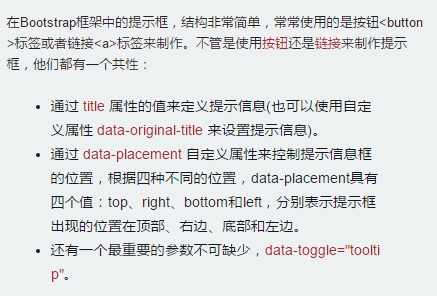 在Bootstrap框架中的提示框，结构非常简单，常常使用的是按钮<button
>标签或者链接<a>标签来制作。不管是使用按钮还是链接来制作提示
框，他们都有一个共性：
• 通过 title 属性的值来定义提示信息(也可以使用自定
义属性 data-original-title 来设置提示信息)。
• 通过 data-placement 自定义属性来控制提示信息框
的位置，根据四种不同的位置，data-placement具有
四个值：top、right、bottom和left，分别表示提示框
出现的位置在顶部、右边、底部和左边。
• 还有一个最重要的参数不可缺少，data-toggle="toolti
p"。